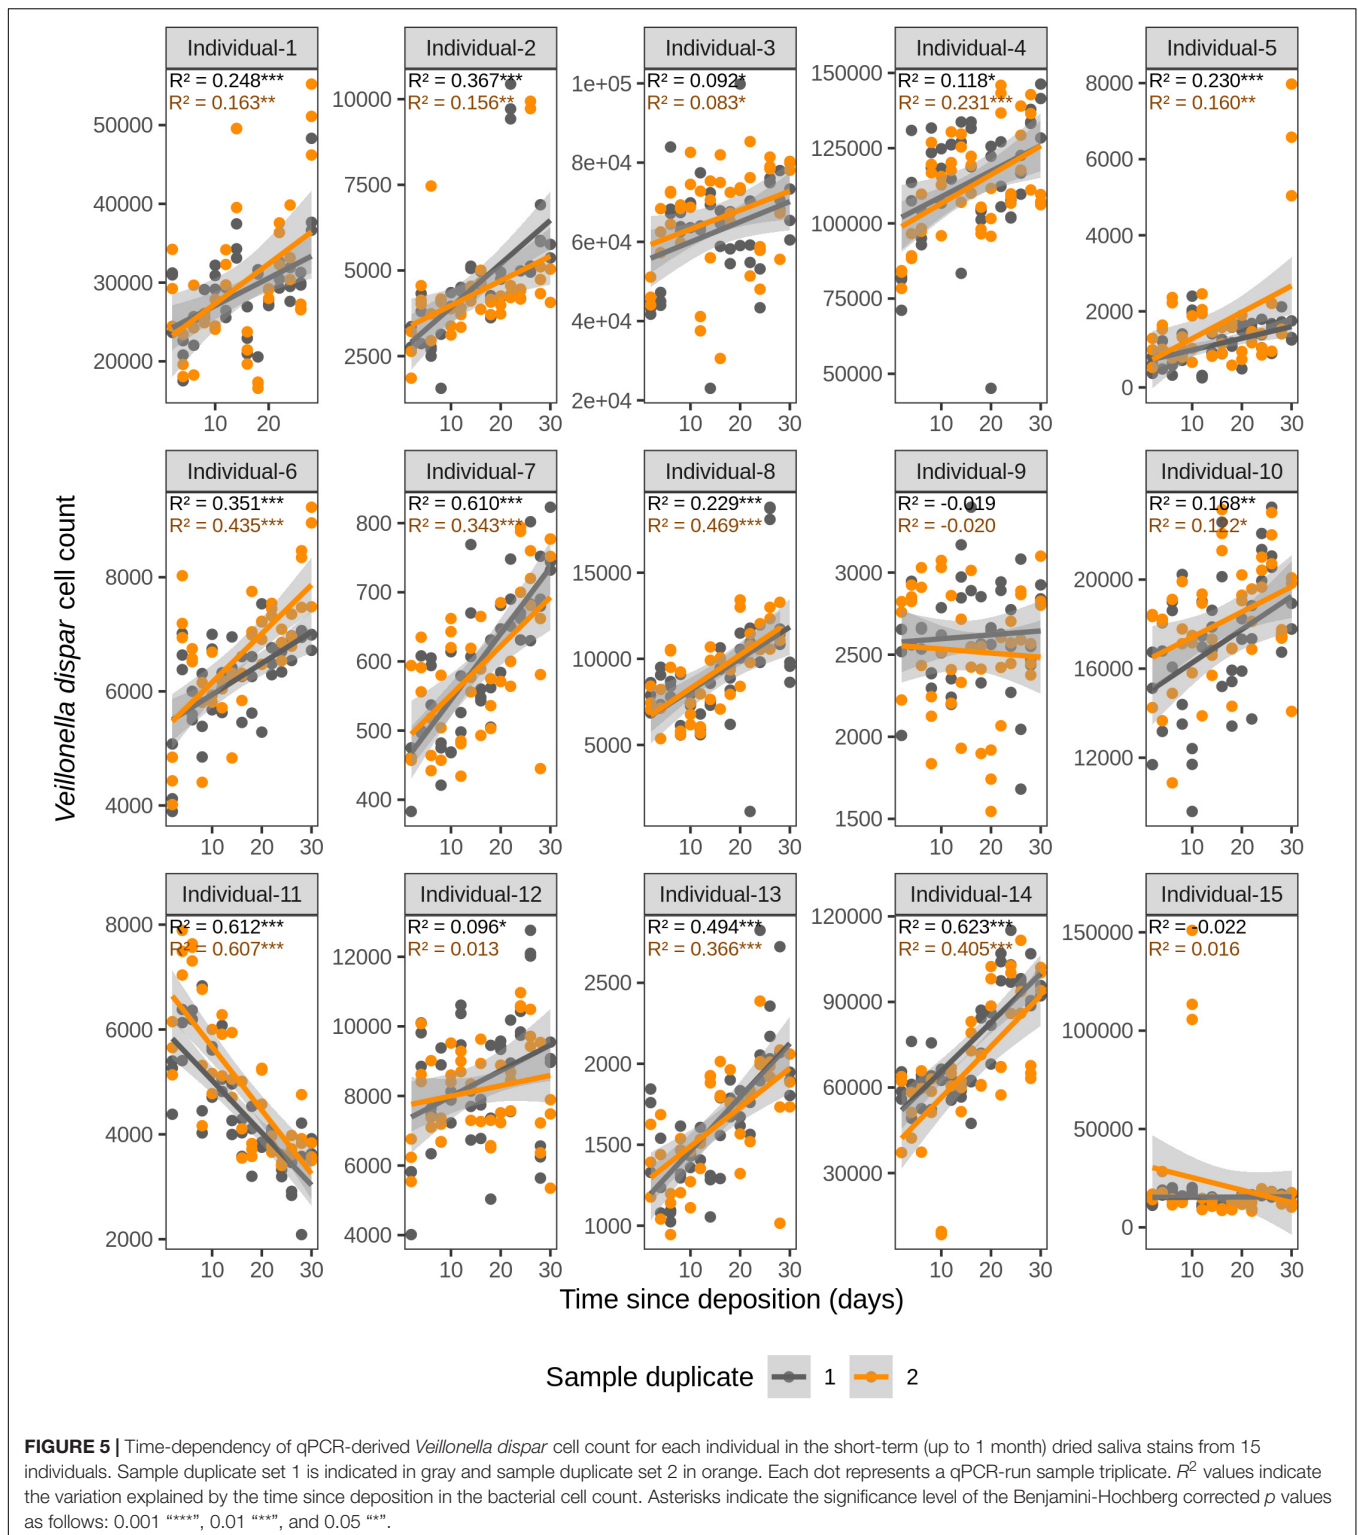 Individual-1
R² = 0.248***
R² = 0.163**
50000
40000
30000
20000
10
20
Individual-2
R² = 0.367***
R² = 0.156**
10000
7500
5000
2500
10
20
30
Individual-3
R² = 0.092*
R² = 0.083*
1e+05
8e+04
6e+04
4e+04
2e+04
10
20
30
Individual-4
R² = 0.118*
R² = 0.231***
150000
125000
100000
75000
50000
10
20
30
Individual-5
R² = 0.230***
R² = 0.160**
8000
6000
4000
2000
0
10
20
30
Veillonella dispar cell count
Individual-6
R² = 0.351***
R² = 0.435***
8000
6000
4000
10
20
30
Individual-7
R² = 0.610***
R² = 0.343***
800
700
600
500
400
10
20
30
Individual-8
R² = 0.229***
R² = 0.469***
15000
10000
5000
10
20
30
Individual-9
R² = -0.019
R² = -0.020
3000
2500
2000
1500
10
20
30
Individual-10
R² = 0.168**
R² = 0.122*
20000
16000
12000
10
20
30
Individual-11
R² = 0.612***
R² = 0.607***
8000
6000
4000
2000
10
20
30
Individual-12
R² = 0.096*
R² = 0.013
12000
10000
8000
6000
4000
10
20
30
Individual-13
R² = 0.494***
R² = 0.366***
2500
2000
1500
1000
10
20
30
Individual-14
R² = 0.623***
R² = 0.405***
120000
90000
60000
30000
10
20
30
Individual-15
R² = -0.022
R² = 0.016
150000
100000
50000
0
10
20
30
Time since deposition (days)
Sample duplicate 1 2
FIGURE 5 | Time-dependency of qPCR-derived Veillonella dispar cell count for each individual in the short-term (up to 1 month) dried saliva stains from 15
individuals. Sample duplicate set 1 is indicated in gray and sample duplicate set 2 in orange. Each dot represents a qPCR-run sample triplicate. R² values indicate
the variation explained by the time since deposition in the bacterial cell count. Asterisks indicate the significance level of the Benjamini-Hochberg corrected p values
as follows: 0.001 “***”, 0.01 “**”, and 0.05 “*”.